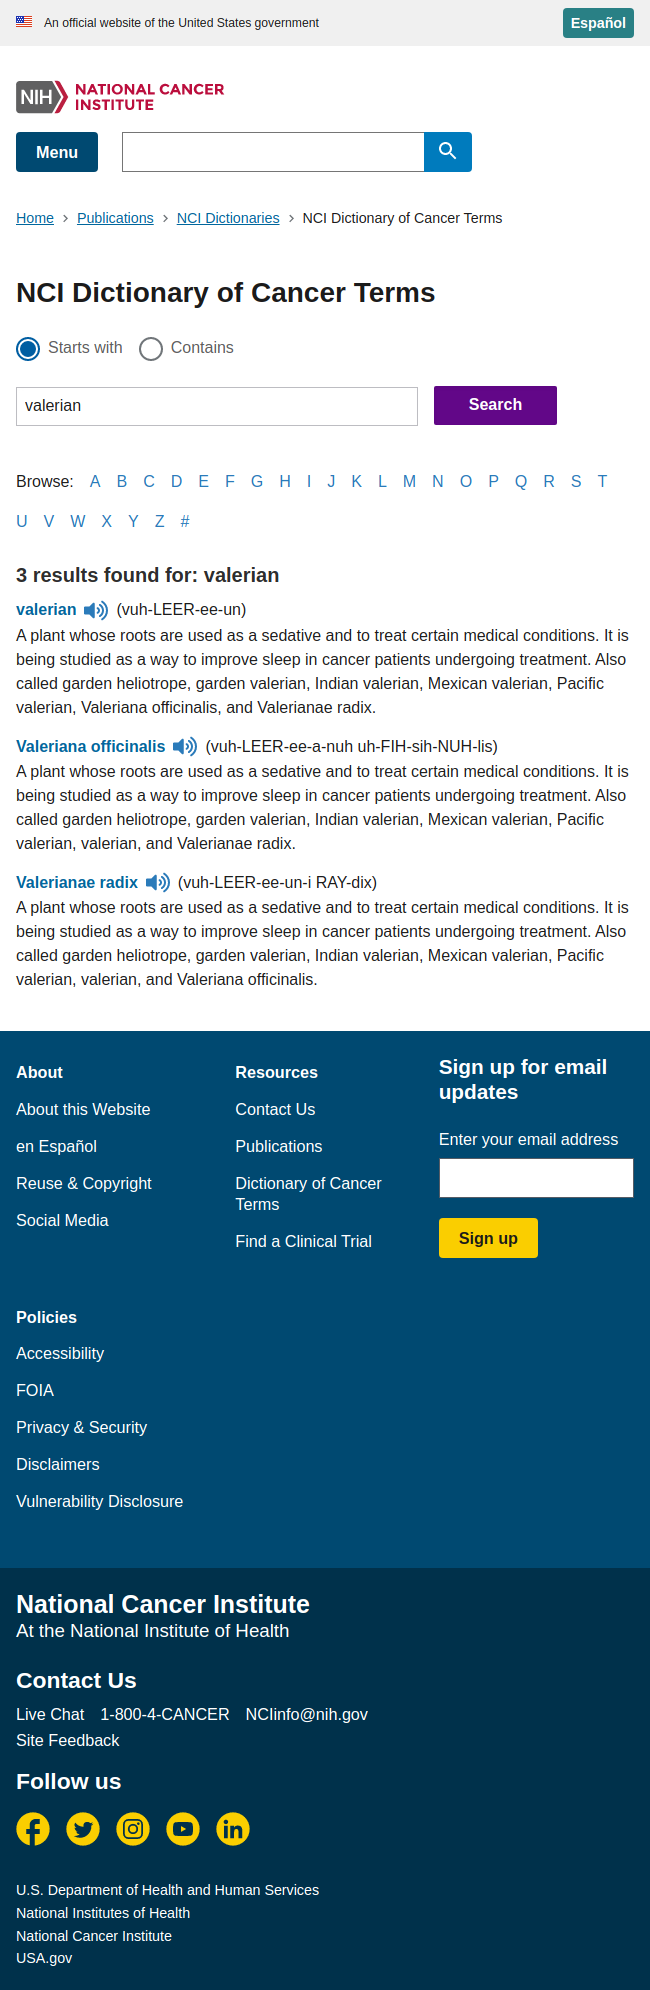 An official website of the United States government
Español
NIH NATIONAL CANCER INSTITUTE
Menu
Home > Publications > NCI Dictionaries > NCI Dictionary of Cancer Terms
NCI Dictionary of Cancer Terms
Starts with Contains
valerian Search
Browse: A B C D E F G H I J K L M N O P Q R S T
U V W X Y Z #
3 results found for: valerian
valerian (vuh-LEER-ee-un)
A plant whose roots are used as a sedative and to treat certain medical conditions. It is
being studied as a way to improve sleep in cancer patients undergoing treatment. Also
called garden heliotrope, garden valerian, Indian valerian, Mexican valerian, Pacific
valerian, Valeriana officinalis, and Valerianae radix.
Valeriana officinalis (vuh-LEER-ee-a-nuh uh-FIH-sih-NUH-lis)
A plant whose roots are used as a sedative and to treat certain medical conditions. It is
being studied as a way to improve sleep in cancer patients undergoing treatment. Also
called garden heliotrope, garden valerian, Indian valerian, Mexican valerian, Pacific
valerian, valerian, and Valerianae radix.
Valerianae radix (vuh-LEER-ee-un-i RAY-dix)
A plant whose roots are used as a sedative and to treat certain medical conditions. It is
being studied as a way to improve sleep in cancer patients undergoing treatment. Also
called garden heliotrope, garden valerian, Indian valerian, Mexican valerian, Pacific
valerian, valerian, and Valeriana officinalis.
About
About this Website
en Español
Reuse & Copyright
Social Media
Resources
Contact Us
Publications
Dictionary of Cancer
Terms
Find a Clinical Trial
Sign up for email
updates
Enter your email address
Sign up
Policies
Accessibility
FOIA
Privacy & Security
Disclaimers
Vulnerability Disclosure
National Cancer Institute
At the National Institute of Health
Contact Us
Live Chat 1-800-4-CANCER NCIinfo@nih.gov
Site Feedback
Follow us
U.S. Department of Health and Human Services
National Institutes of Health
National Cancer Institute
USA.gov